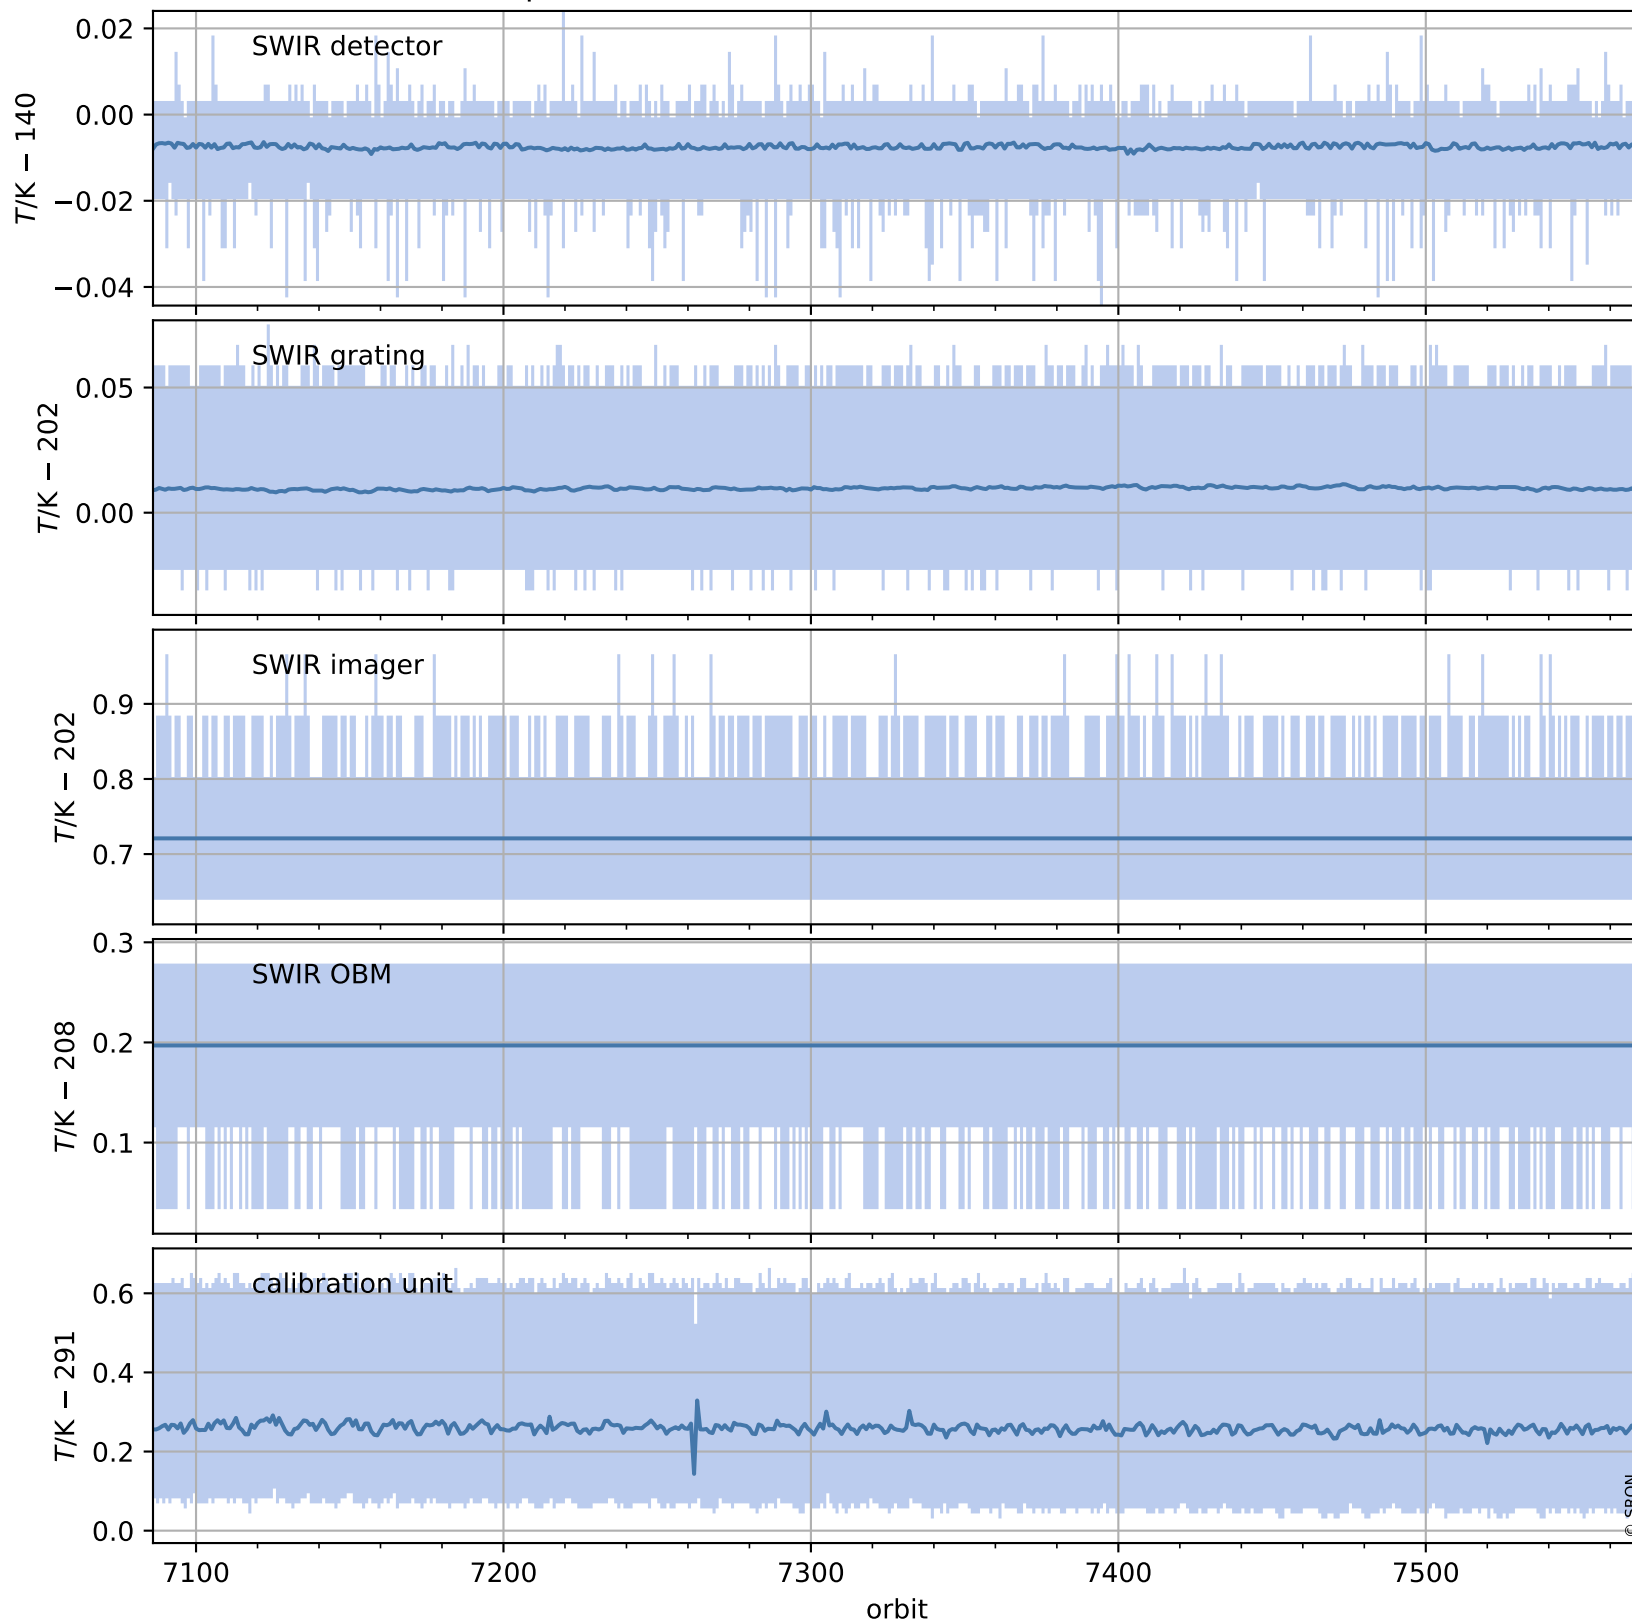 SWIR detector
T/K − 140
0.02
0.00
−0.02
−0.04
SWIR grating
T/K − 202
0.05
0.00
SWIR imager
T/K − 202
0.9
0.8
0.7
SWIR OBM
T/K − 208
0.3
0.2
0.1
calibration unit
T/K − 291
0.6
0.4
0.2
0.0
© SRON
7100 7200 7300 7400 7500
orbit